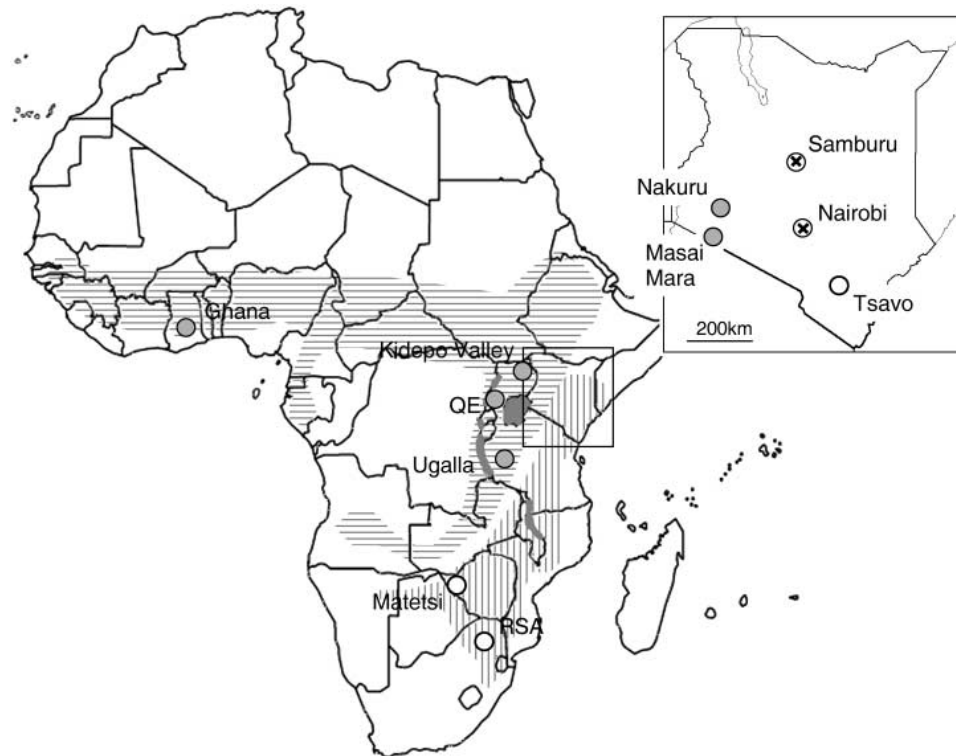 Samburu
Nakuru
Nairobi
Masai
Mara
Tsavo
200km
Ghana
Kidepo Valley
QE
Ugalla
Matetsi
RSA